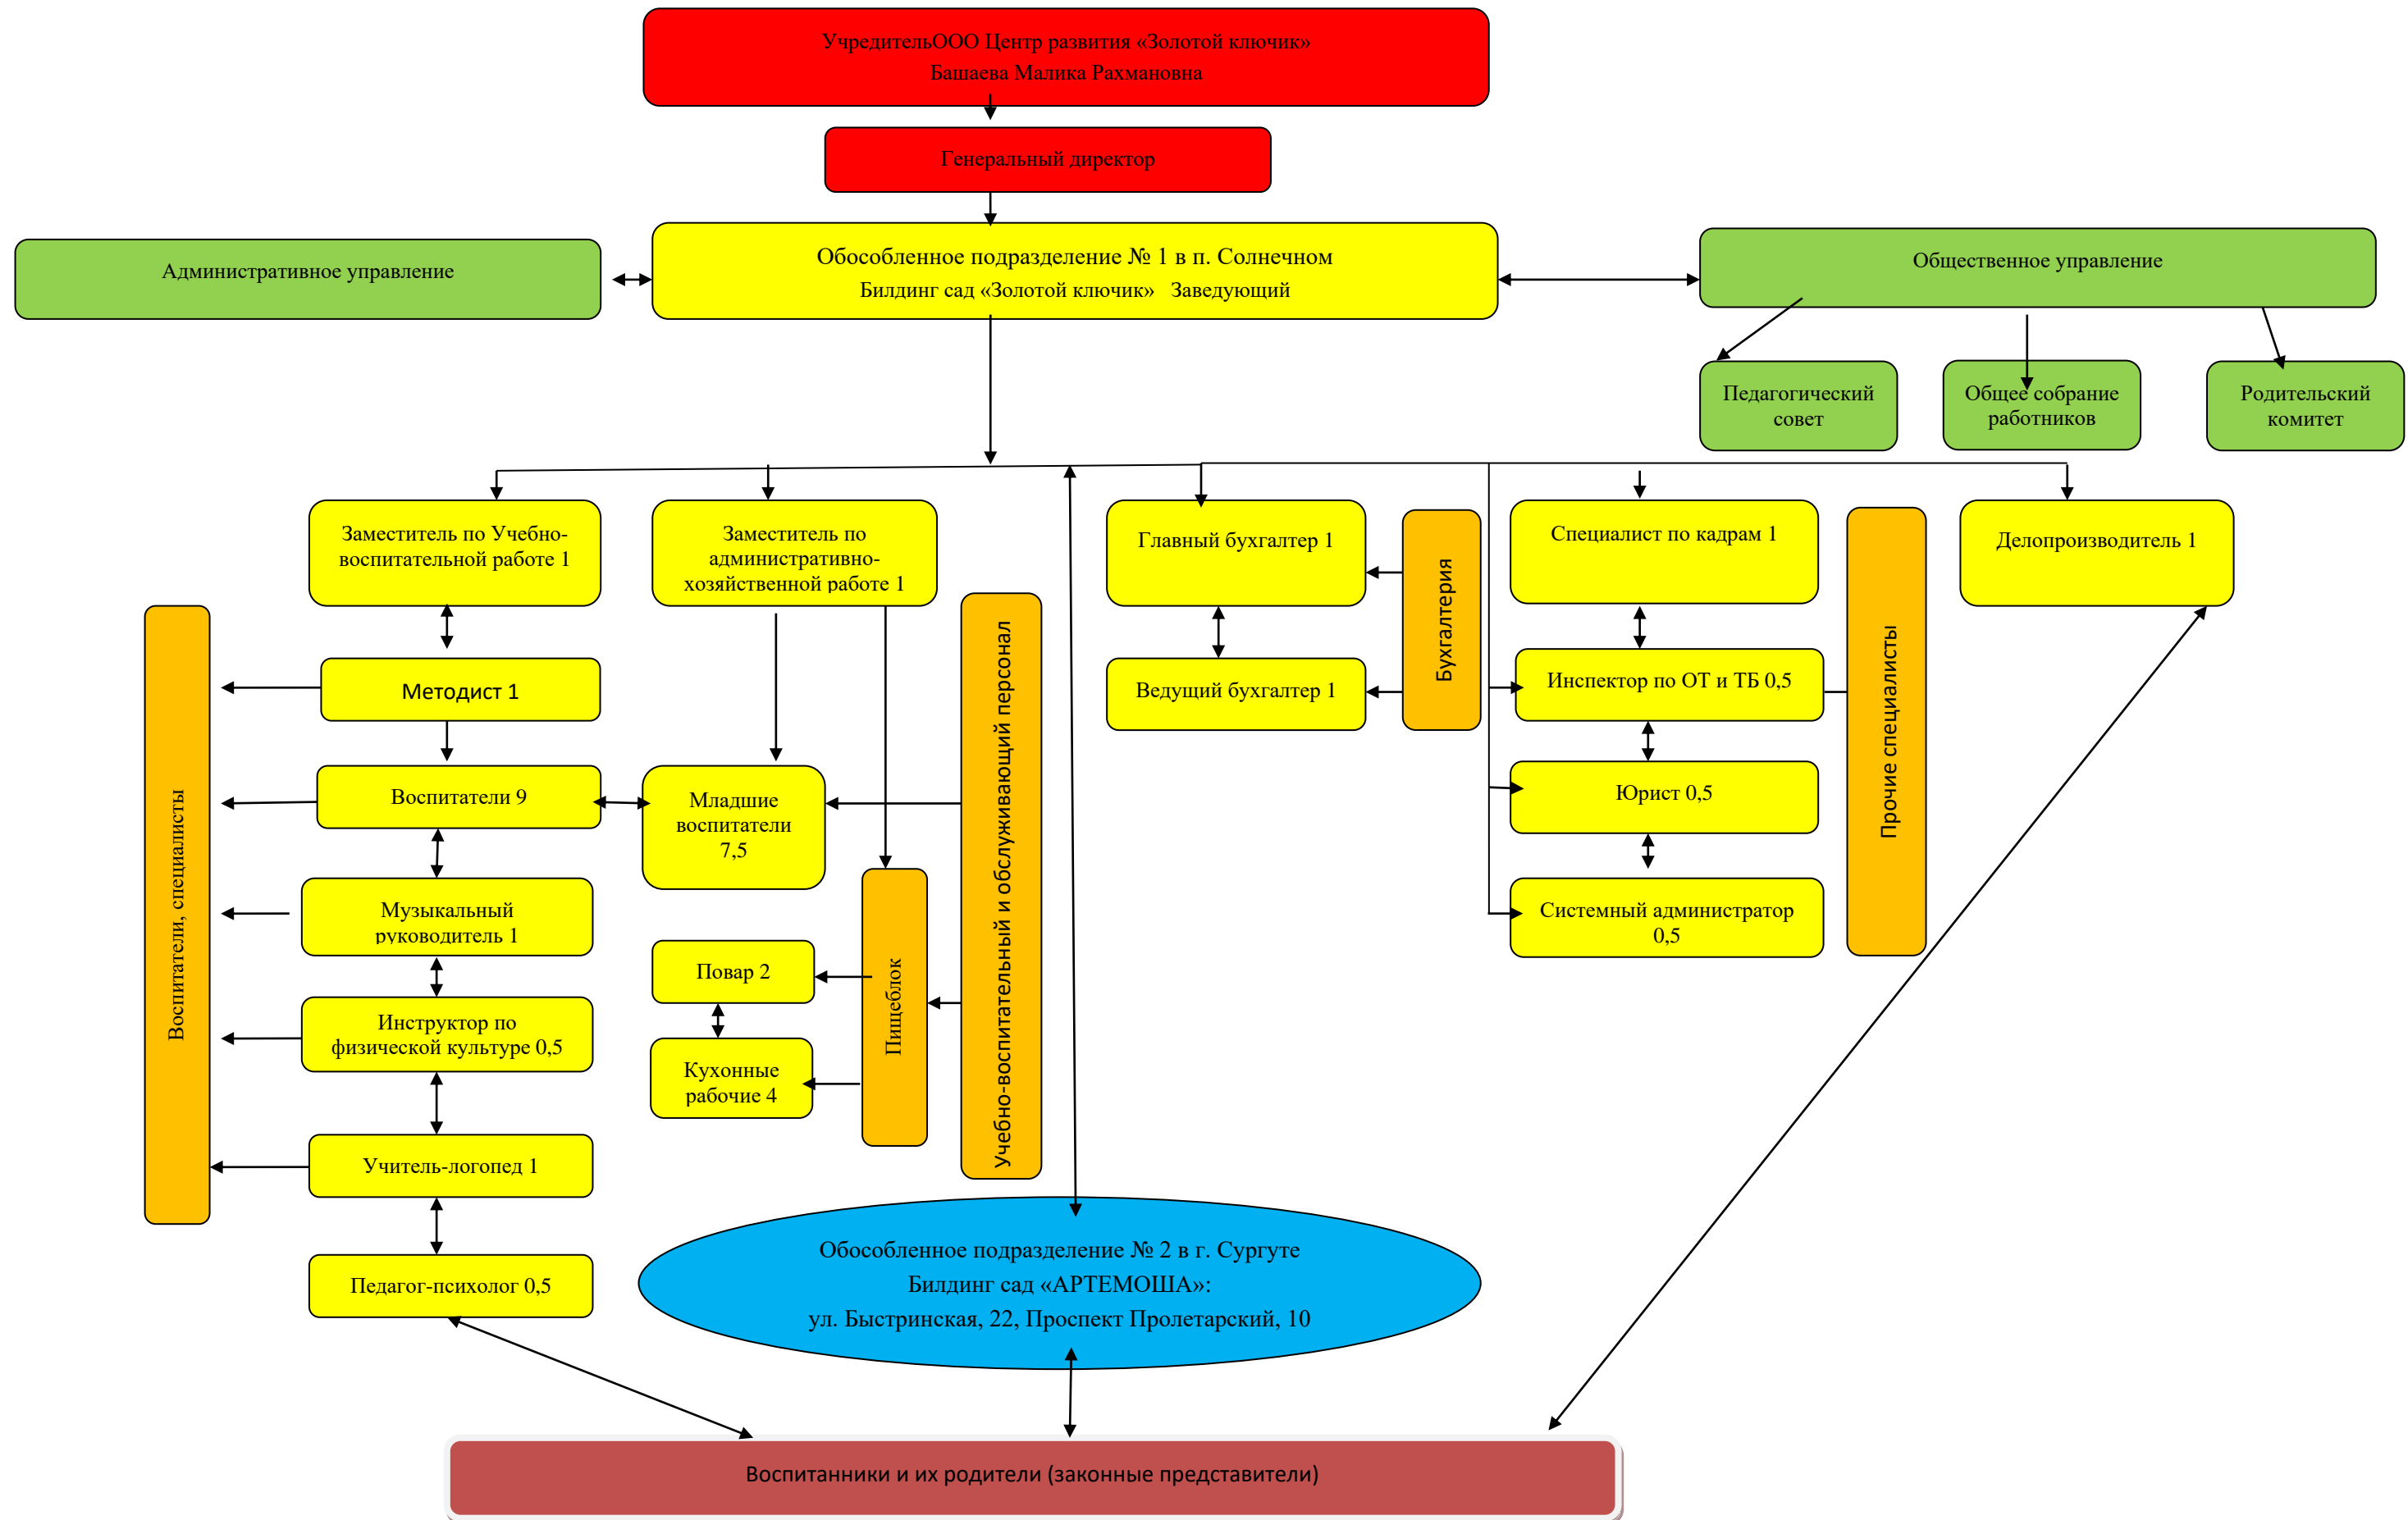 УчредительООО Центр развития «Золотой ключик»
Башаева Малика Рахмановна
Генеральный директор
Административное управление
Обособленное подразделение № 1 в п. Солнечном
Билдинг сад «Золотой ключик» Заведующий
Общественное управление
Педагогический
совет
Общее собрание
работников
Родительский
комитет
Заместитель по Учебно-
воспитательной работе 1
Заместитель по
административно-
хозяйственной работе 1
Главный бухгалтер 1
Бухгалтерия
Специалист по кадрам 1
Прочие специалисты
Делопроизводитель 1
Воспитатели, специалисты
Методист 1
Учебно-воспитательный и обслуживающий персонал
Ведущий бухгалтер 1
Инспектор по ОТ и ТБ 0,5
Воспитатели 9
Младшие
воспитатели
7,5
Юрист 0,5
Музыкальный
руководитель 1
Пищеблок
Системный администратор
0,5
Повар 2
Инструктор по
физической культуре 0,5
Кухонные
рабочие 4
Учитель-логопед 1
Педагог-психолог 0,5
Обособленное подразделение № 2 в г. Сургуте
Билдинг сад «АРТЕМОША»:
ул. Быстринская, 22, Проспект Пролетарский, 10
Воспитанники и их родители (законные представители)